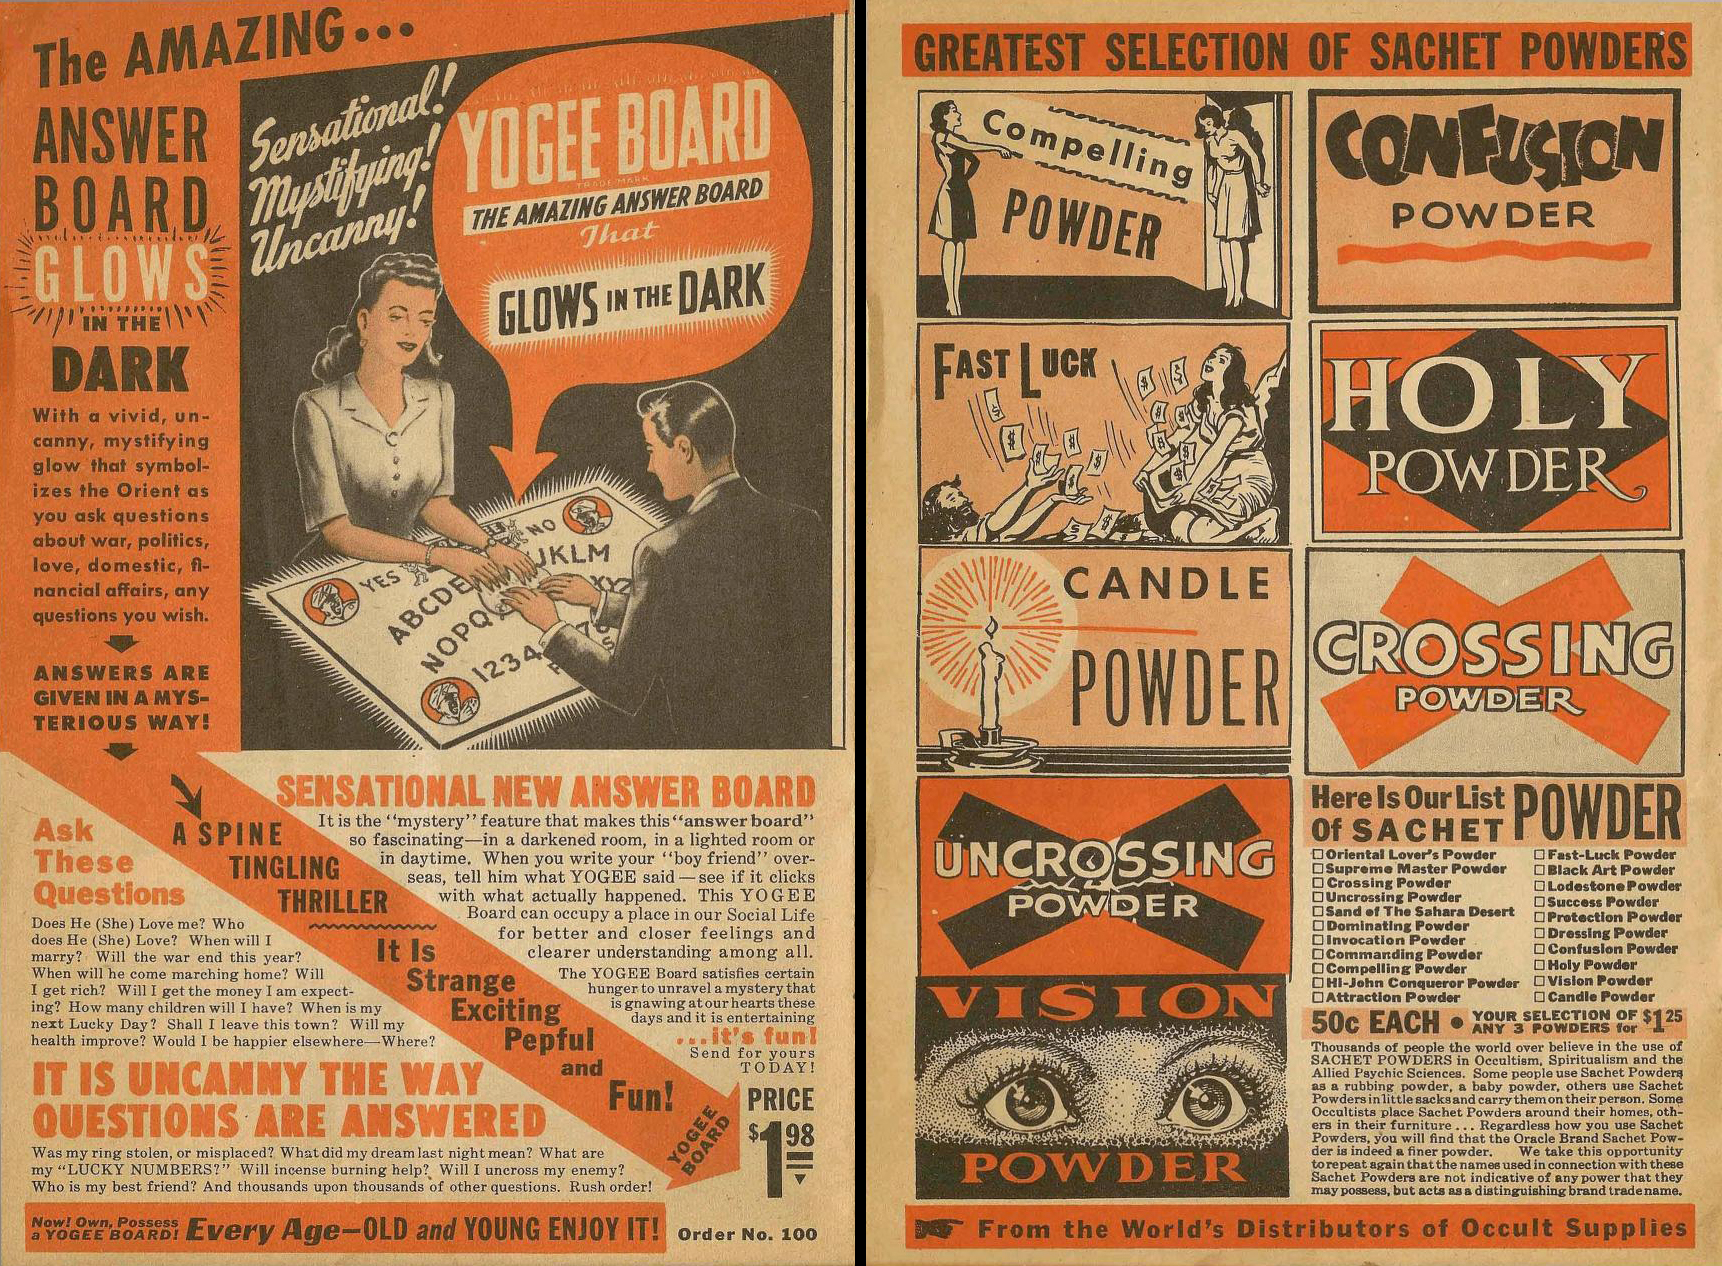 The AMAZING...
ANSWER
BOARD
GLOWS
IN THE
DARK
With a vivid, un-
canny, mystifying
glow that symbol-
izes the Orient as
you ask questions
about war, politics,
love, domestic, fi-
nancial affairs, any
questions you wish.
ANSWERS ARE
GIVEN IN A MYS-
TERIOUS WAY!
Sensational!
Mystifying!
Uncanny!
YOGEE BOARD
TRADE MARK
THE AMAZING ANSWER BOARD
That
GLOWS IN THE DARK
YES
NO
ABCDE JKLM
NOPQ XYZ
1234 76
A SPINE
TINGLING
THRILLER
It Is
Strange
Exciting
Pepful
and
Fun!
YOGEE
BOARD
SENSATIONAL NEW ANSWER BOARD
It is the "mystery" feature that makes this "answer board"
so fascinating—in a darkened room, in a lighted room or
in daytime. When you write your "boy friend" over-
seas, tell him what YOGEE said — see if it clicks
with what actually happened. This YOGEE
Board can occupy a place in our Social Life
for better and closer feelings and
clearer understanding among all.
The YOGEE Board satisfies certain
hunger to unravel a mystery that
is gnawing at our hearts these
days and it is entertaining
...it's fun!
Send for yours
TODAY!
PRICE
$1 98
Ask
These
Questions
Does He (She) Love me? Who
does He (She) Love? When will I
marry? Will the war end this year?
When will he come marching home? Will
I get rich? Will I get the money I am expect-
ing? How many children will I have? When is my
next Lucky Day? Shall I leave this town? Will my
health improve? Would I be happier elsewhere—Where?
IT IS UNCANNY THE WAY
QUESTIONS ARE ANSWERED
Was my ring stolen, or misplaced? What did my dream last night mean? What are
my "LUCKY NUMBERS?" Will incense burning help? Will I uncross my enemy?
Who is my best friend? And thousands upon thousands of other questions. Rush order!
Now! Own, Possess
a YOGEE BOARD!
Every Age—OLD and YOUNG ENJOY IT!
Order No. 100
GREATEST SELECTION OF SACHET POWDERS
Compelling
POWDER
CONFUSION
POWDER
FAST LUCK
HOLY
POWDER
CANDLE
POWDER
CROSSING
POWDER
UNCROSSING
POWDER
VISION
POWDER
Here Is Our List
Of SACHET POWDER
Oriental Lover's Powder
Supreme Master Powder
Crossing Powder
Uncrossing Powder
Sand of The Sahara Desert
Dominating Powder
Invocation Powder
Commanding Powder
Compelling Powder
Hi-John Conqueror Powder
Attraction Powder
Fast-Luck Powder
Black Art Powder
Lodestone Powder
Success Powder
Protection Powder
Dressing Powder
Confusion Powder
Holy Powder
Vision Powder
Candle Powder
50c EACH • YOUR SELECTION OF
ANY 3 POWDERS for $1 25
Thousands of people the world over believe in the use of
SACHET POWDERS in Occultism, Spiritualism and the
Allied Psychic Sciences. Some people use Sachet Powders
as a rubbing powder, a baby powder, others use Sachet
Powders in little sacks and carry them on their person. Some
Occultists place Sachet Powders around their homes, oth-
ers in their furniture . . . Regardless how you use Sachet
Powders, you will find that the Oracle Brand Sachet Pow-
der is indeed a finer powder. We take this opportunity
to repeat again that the names used in connection with these
Sachet Powders are not indicative of any power that they
may possess, but acts as a distinguishing brand trade name.
From the World's Distributors of Occult Supplies